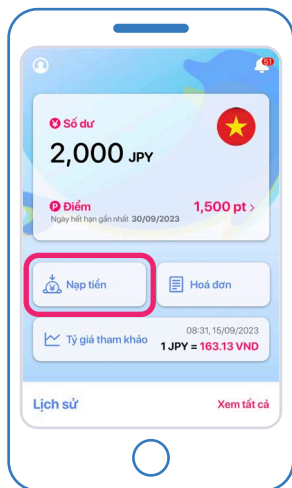 51
Số dư
2,000 JPY
Điểm
1,500 pt >
Ngày hết hạn gần nhất 30/09/2023
Nạp tiền
Hoá đơn
Tỷ giá tham khảo
08:31, 15/09/2023
1 JPY = 163.13 VND
Lịch sử
Xem tất cả